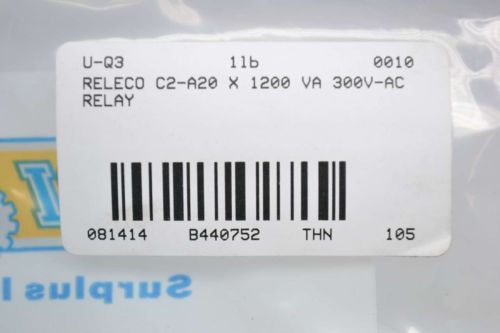 U-Q3 1lb 0010
RELECO C2-A20 X 1200 VA 300V-AC
RELAY
081414 B440752 THN 105
Surplus I